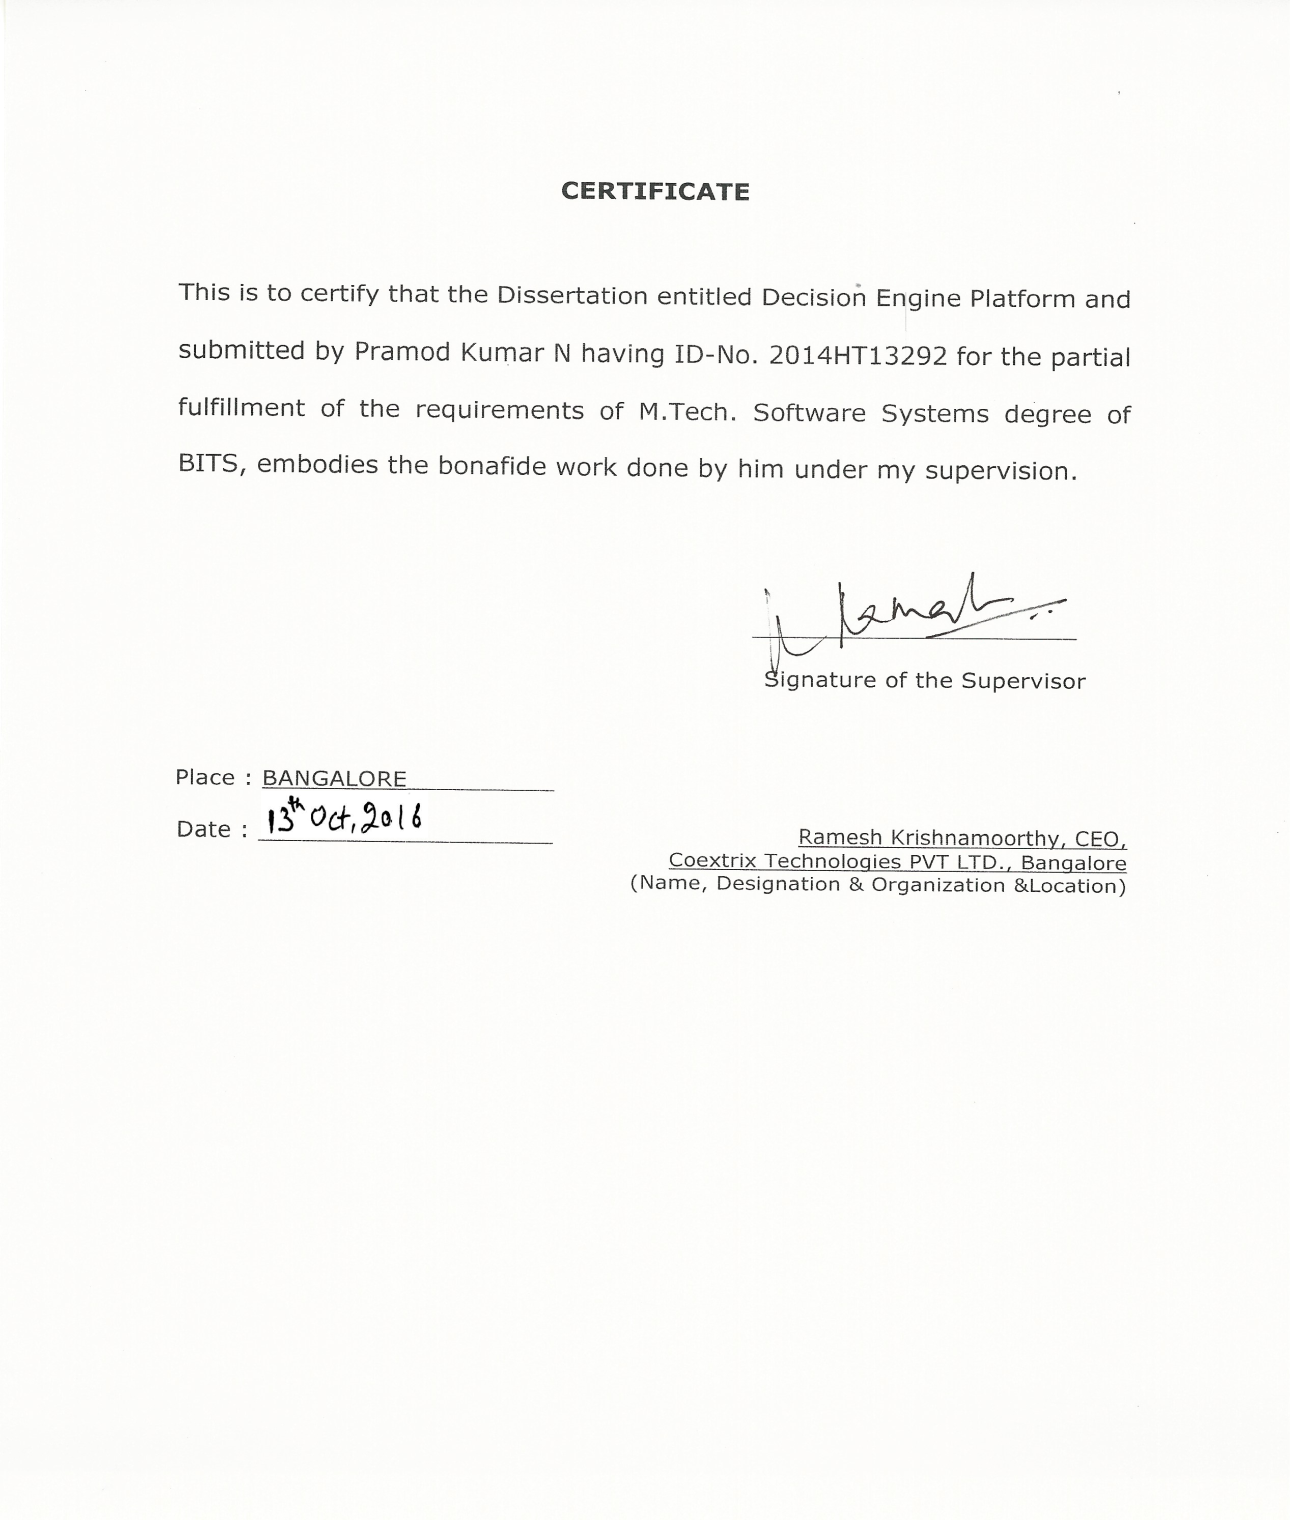 CERTIFICATE
This is to certify that the Dissertation entitled Decision Engine Platform and
submitted by Pramod Kumar N having ID-No. 2014HT13292 for the partial
fulfillment of the requirements of M.Tech. Software Systems degree of
BITS, embodies the bonafide work done by him under my supervision.
Signature of the Supervisor
Place : BANGALORE
Date : 13th Oct, 2016
Ramesh Krishnamoorthy, CEO,
Coextrix Technologies PVT LTD., Bangalore
(Name, Designation & Organization &Location)